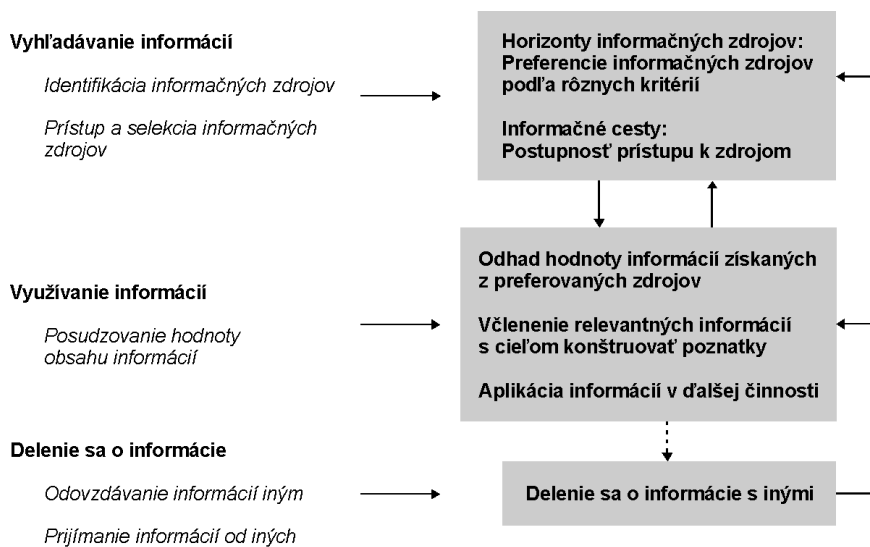 Vyhľadávanie informácií
Identifikácia informačných zdrojov
Prístup a selekcia informačných
zdrojov
Horizonty informačných zdrojov:
Preferencie informačných zdrojov
podľa rôznych kritérií
Informačné cesty:
Postupnosť prístupu k zdrojom
Využívanie informácií
Posudzovanie hodnoty
obsahu informácií
Odhad hodnoty informácií získaných
z preferovaných zdrojov
Včlenenie relevantných informácií
s cieľom konštruovať poznatky
Aplikácia informácií v ďalšej činnosti
Delenie sa o informácie
Odovzdávanie informácií iným
Prijímanie informácií od iných
Delenie sa o informácie s inými